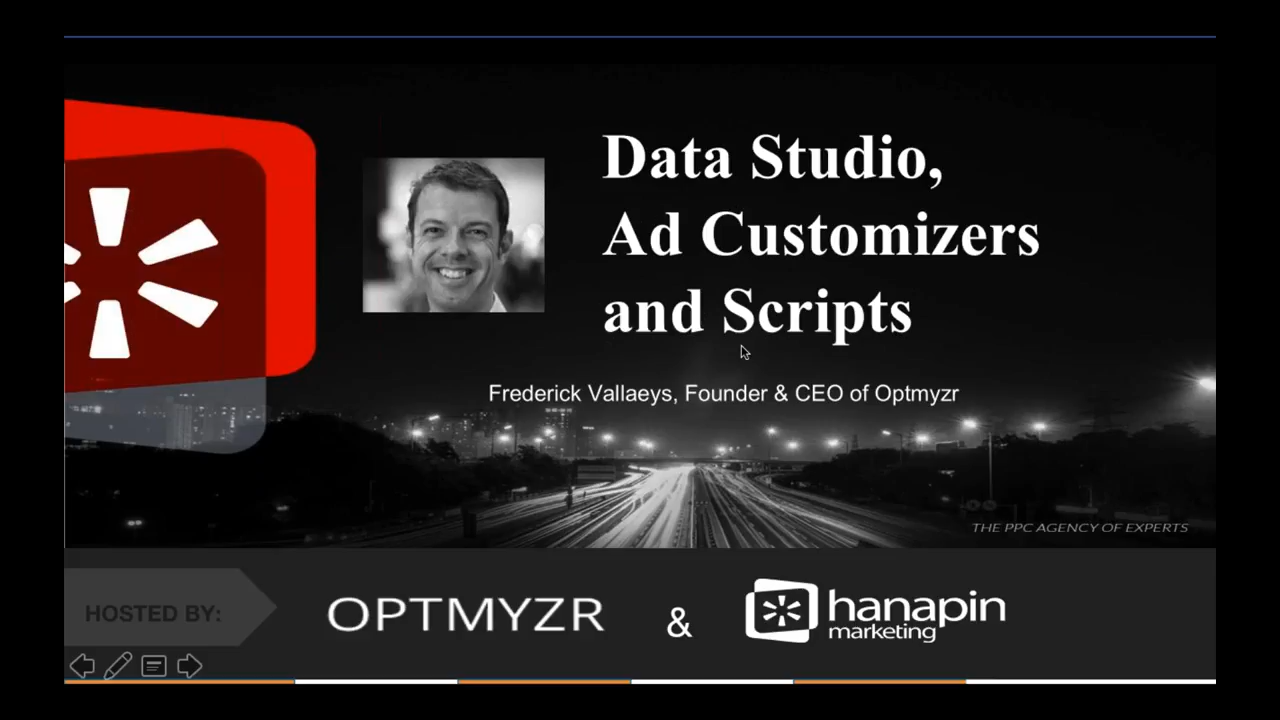 Data Studio,
Ad Customizers
and Scripts
Frederick Vallaeys, Founder & CEO of Optmyzr
THE PPC AGENCY OF EXPERTS
HOSTED BY:
OPTMYZR & hanapin
marketing